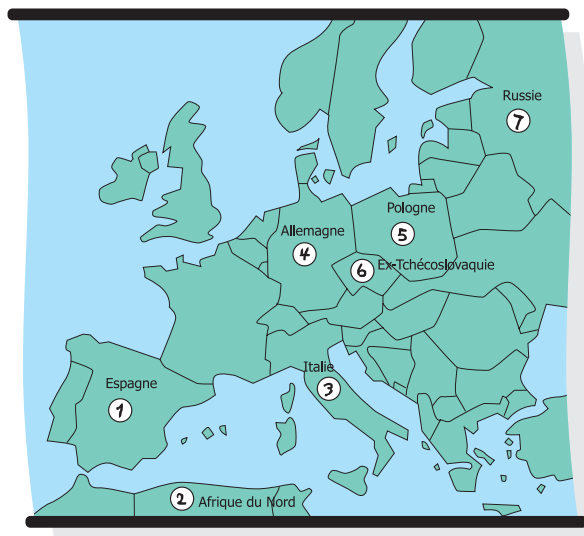 Russie
7
Pologne
5
Allemagne
4
6 Ex-Tchécoslovaquie
Italie
3
Espagne
1
2 Afrique du Nord